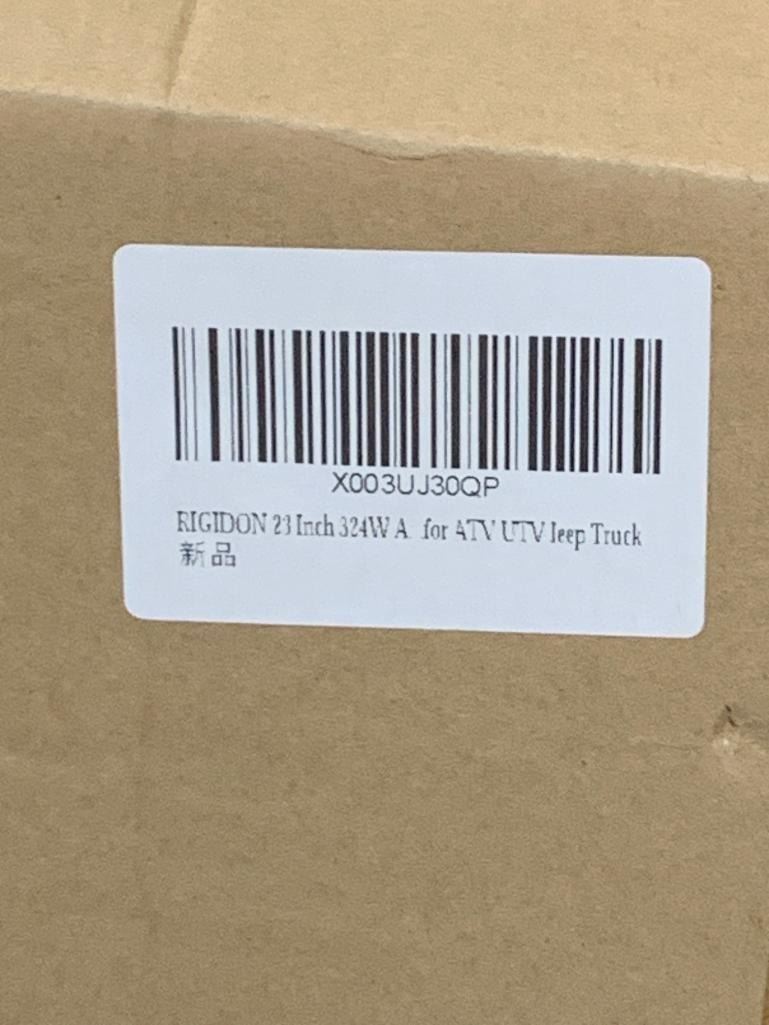 X003UJ30QP
RIGIDON 23 Inch 324W A...for ATV UTV Jeep Truck
新品